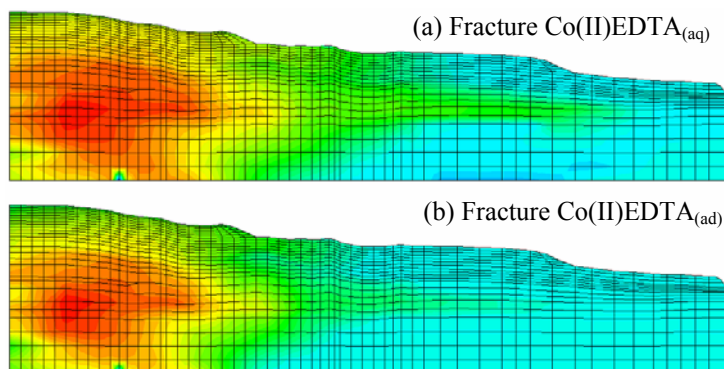 (a) Fracture Co(II)EDTA(aq)
(b) Fracture Co(II)EDTA(ad)